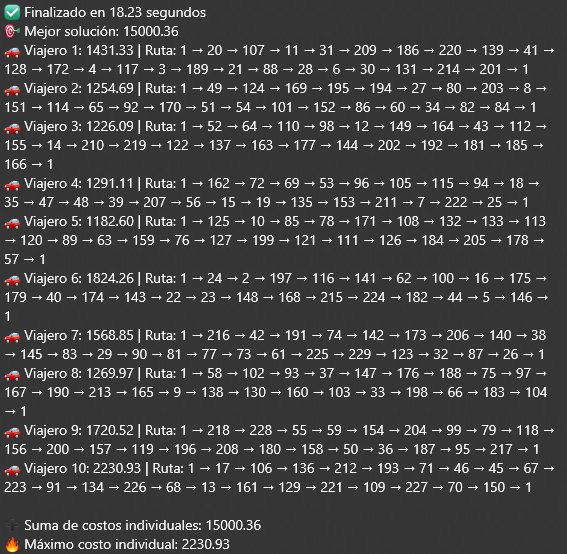 ✅ Finalizado en 18.23 segundos
🎯 Mejor solución: 15000.36
🚗 Viajero 1: 1431.33 | Ruta: 1 → 20 → 107 → 11 → 31 → 209 → 186 → 220 → 139 → 41 →
128 → 172 → 4 → 117 → 3 → 189 → 21 → 88 → 28 → 6 → 30 → 131 → 214 → 201 → 1
🚗 Viajero 2: 1254.69 | Ruta: 1 → 49 → 124 → 169 → 195 → 194 → 27 → 80 → 203 → 8 →
151 → 114 → 65 → 92 → 170 → 51 → 54 → 101 → 152 → 86 → 60 → 34 → 82 → 84 → 1
🚗 Viajero 3: 1226.09 | Ruta: 1 → 52 → 64 → 110 → 98 → 12 → 149 → 164 → 43 → 112 →
155 → 14 → 210 → 219 → 122 → 137 → 163 → 177 → 144 → 202 → 192 → 181 → 185 →
166 → 1
🚗 Viajero 4: 1291.11 | Ruta: 1 → 162 → 72 → 69 → 53 → 96 → 105 → 115 → 94 → 18 →
35 → 47 → 48 → 39 → 207 → 56 → 15 → 19 → 135 → 153 → 211 → 7 → 222 → 25 → 1
🚗 Viajero 5: 1182.60 | Ruta: 1 → 125 → 10 → 85 → 78 → 171 → 108 → 132 → 133 → 113
→ 120 → 89 → 63 → 159 → 76 → 127 → 199 → 121 → 111 → 126 → 184 → 205 → 178 →
57 → 1
🚗 Viajero 6: 1824.26 | Ruta: 1 → 24 → 2 → 197 → 116 → 141 → 62 → 100 → 16 → 175 →
179 → 40 → 174 → 143 → 22 → 23 → 148 → 168 → 215 → 224 → 182 → 44 → 5 → 146 →
1
🚗 Viajero 7: 1568.85 | Ruta: 1 → 216 → 42 → 191 → 74 → 142 → 173 → 206 → 140 → 38
→ 145 → 83 → 29 → 90 → 81 → 77 → 73 → 61 → 225 → 229 → 123 → 32 → 87 → 26 → 1
🚗 Viajero 8: 1269.97 | Ruta: 1 → 58 → 102 → 93 → 37 → 147 → 176 → 188 → 75 → 97 →
167 → 190 → 213 → 165 → 9 → 138 → 130 → 160 → 103 → 33 → 198 → 66 → 183 → 104
→ 1
🚗 Viajero 9: 1720.52 | Ruta: 1 → 218 → 228 → 55 → 59 → 154 → 204 → 99 → 79 → 118 →
156 → 200 → 157 → 119 → 196 → 208 → 180 → 158 → 50 → 36 → 187 → 95 → 217 → 1
🚗 Viajero 10: 2230.93 | Ruta: 1 → 17 → 106 → 136 → 212 → 193 → 71 → 46 → 45 → 67 →
223 → 91 → 134 → 226 → 68 → 13 → 161 → 129 → 221 → 109 → 227 → 70 → 150 → 1
➕ Suma de costos individuales: 15000.36
🔥 Máximo costo individual: 2230.93